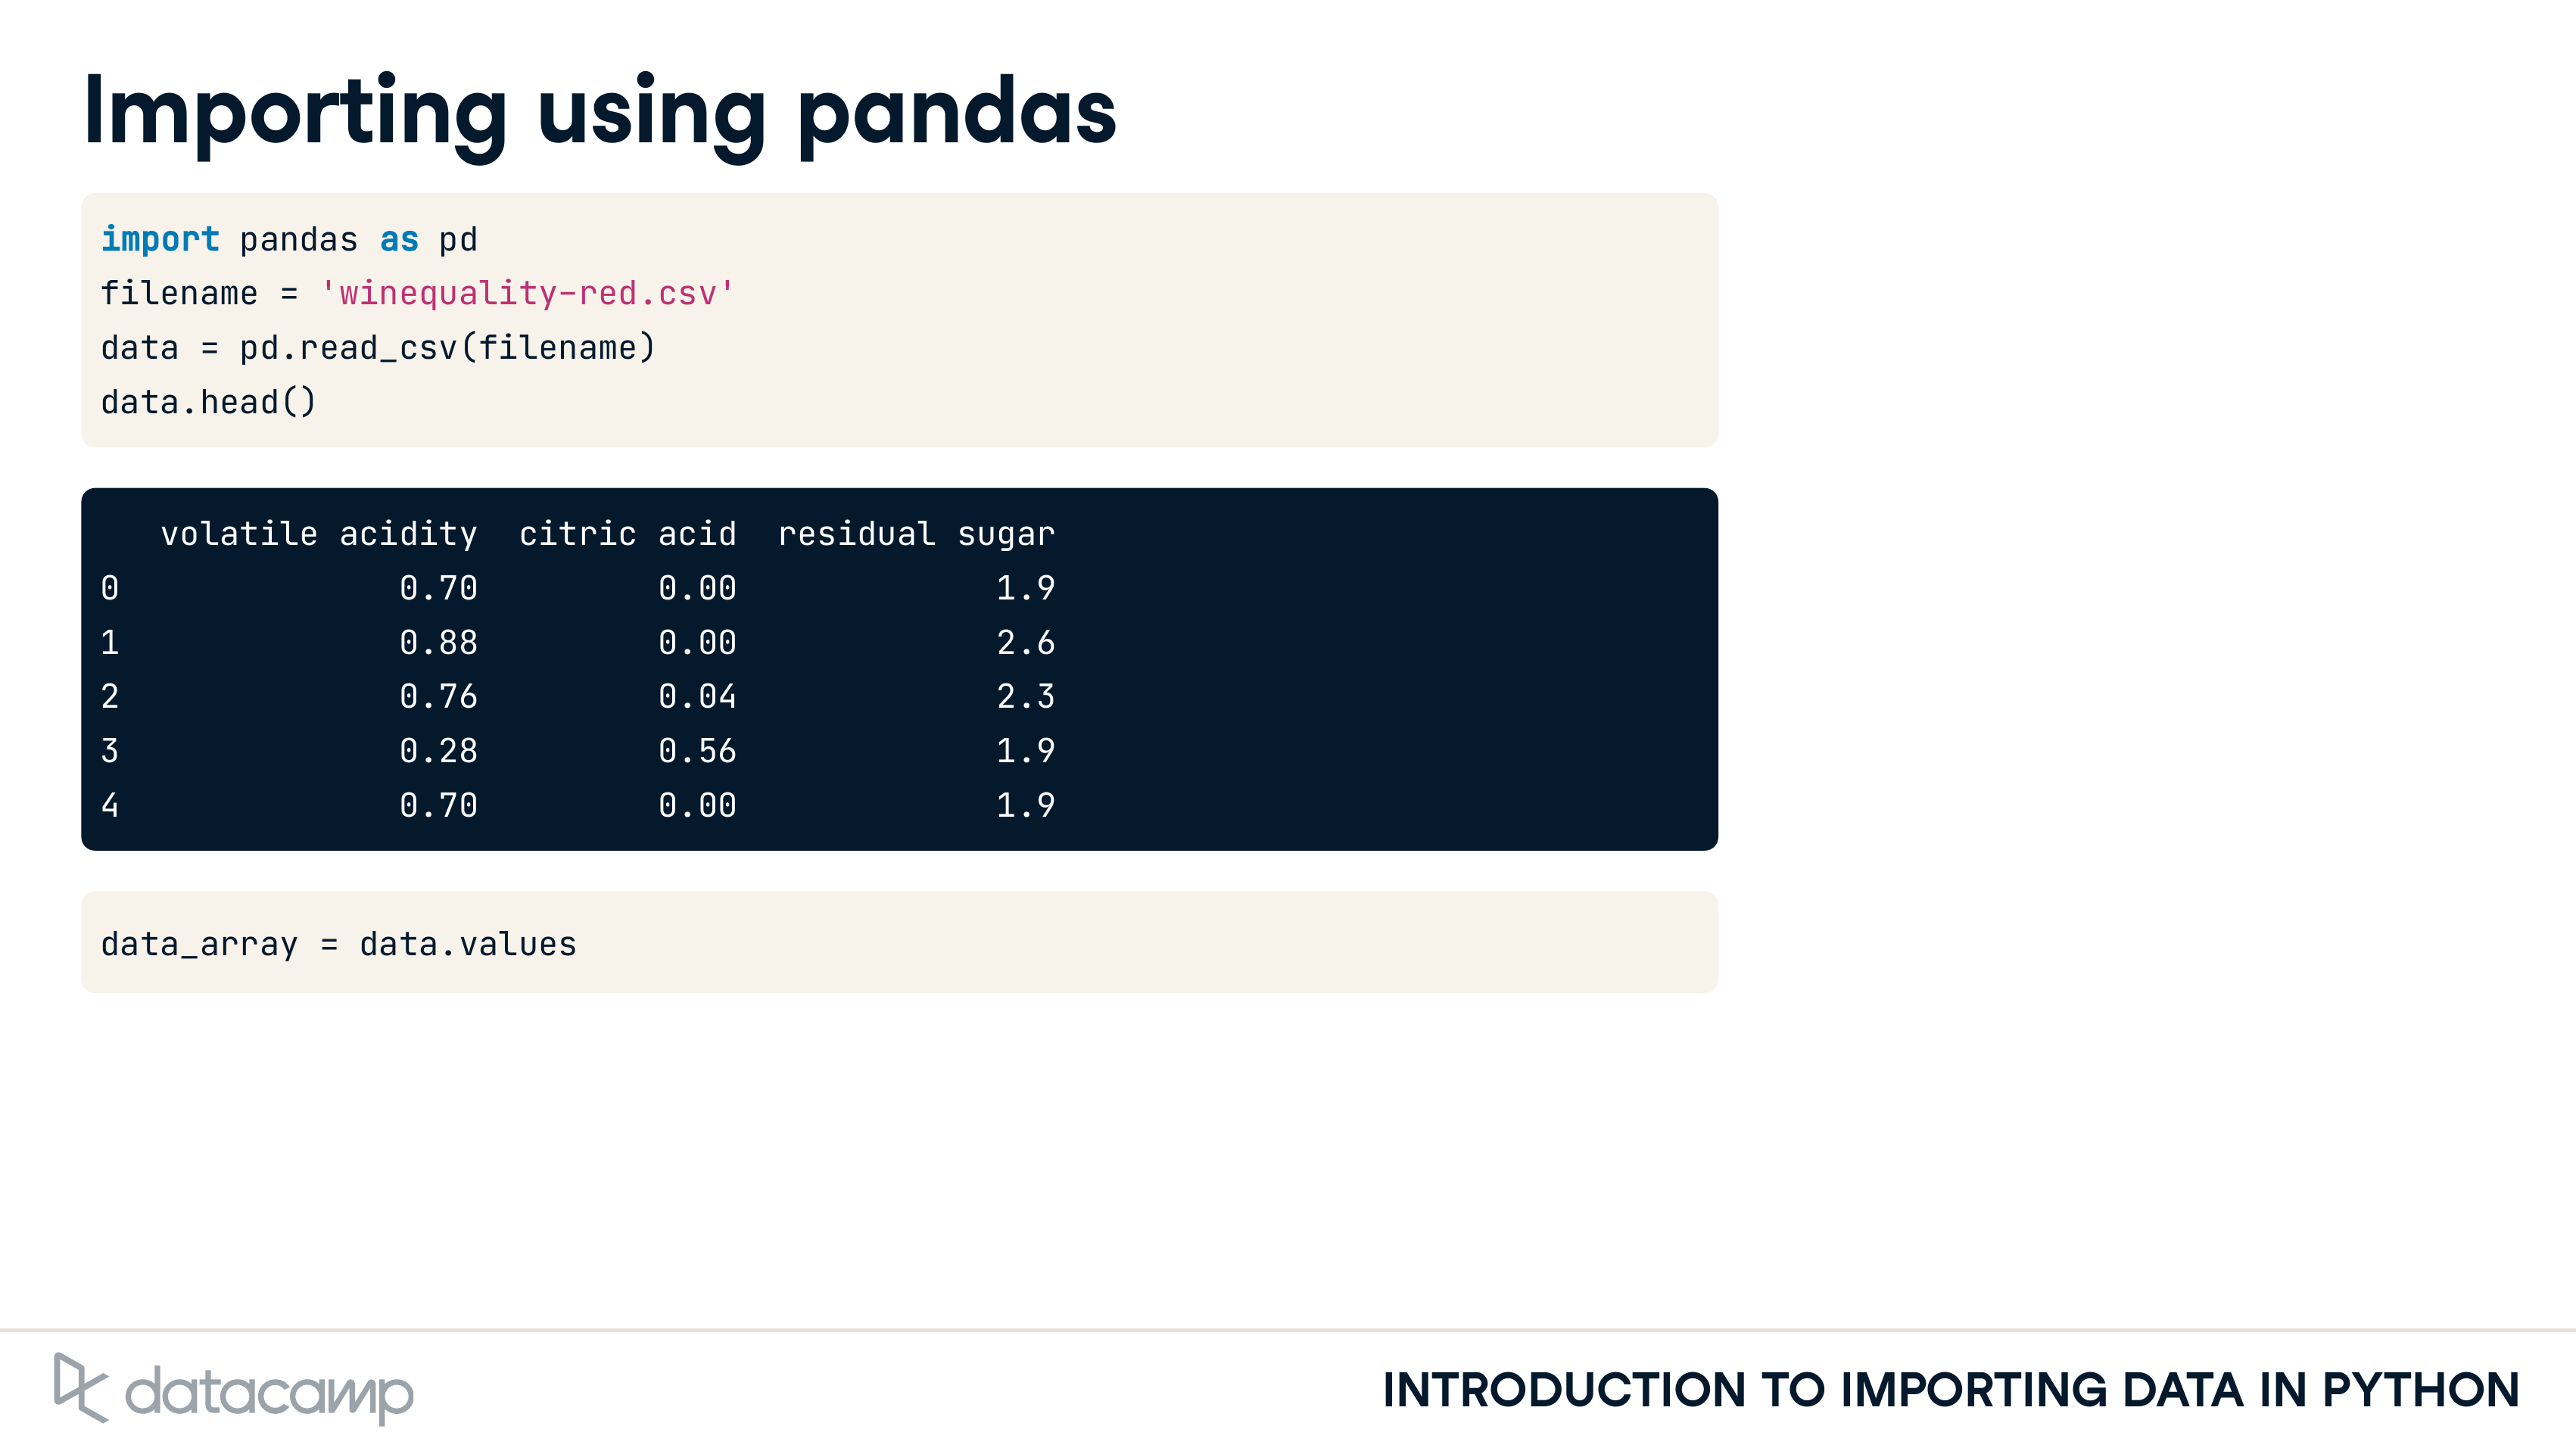 Importing using pandas
import pandas as pd
filename = 'winequality-red.csv'
data = pd.read_csv(filename)
data.head()
volatile acidity  citric acid  residual sugar
0              0.70         0.00             1.9
1              0.88         0.00             2.6
2              0.76         0.04             2.3
3              0.28         0.56             1.9
4              0.70         0.00             1.9
data_array = data.values
datacamp
INTRODUCTION TO IMPORTING DATA IN PYTHON